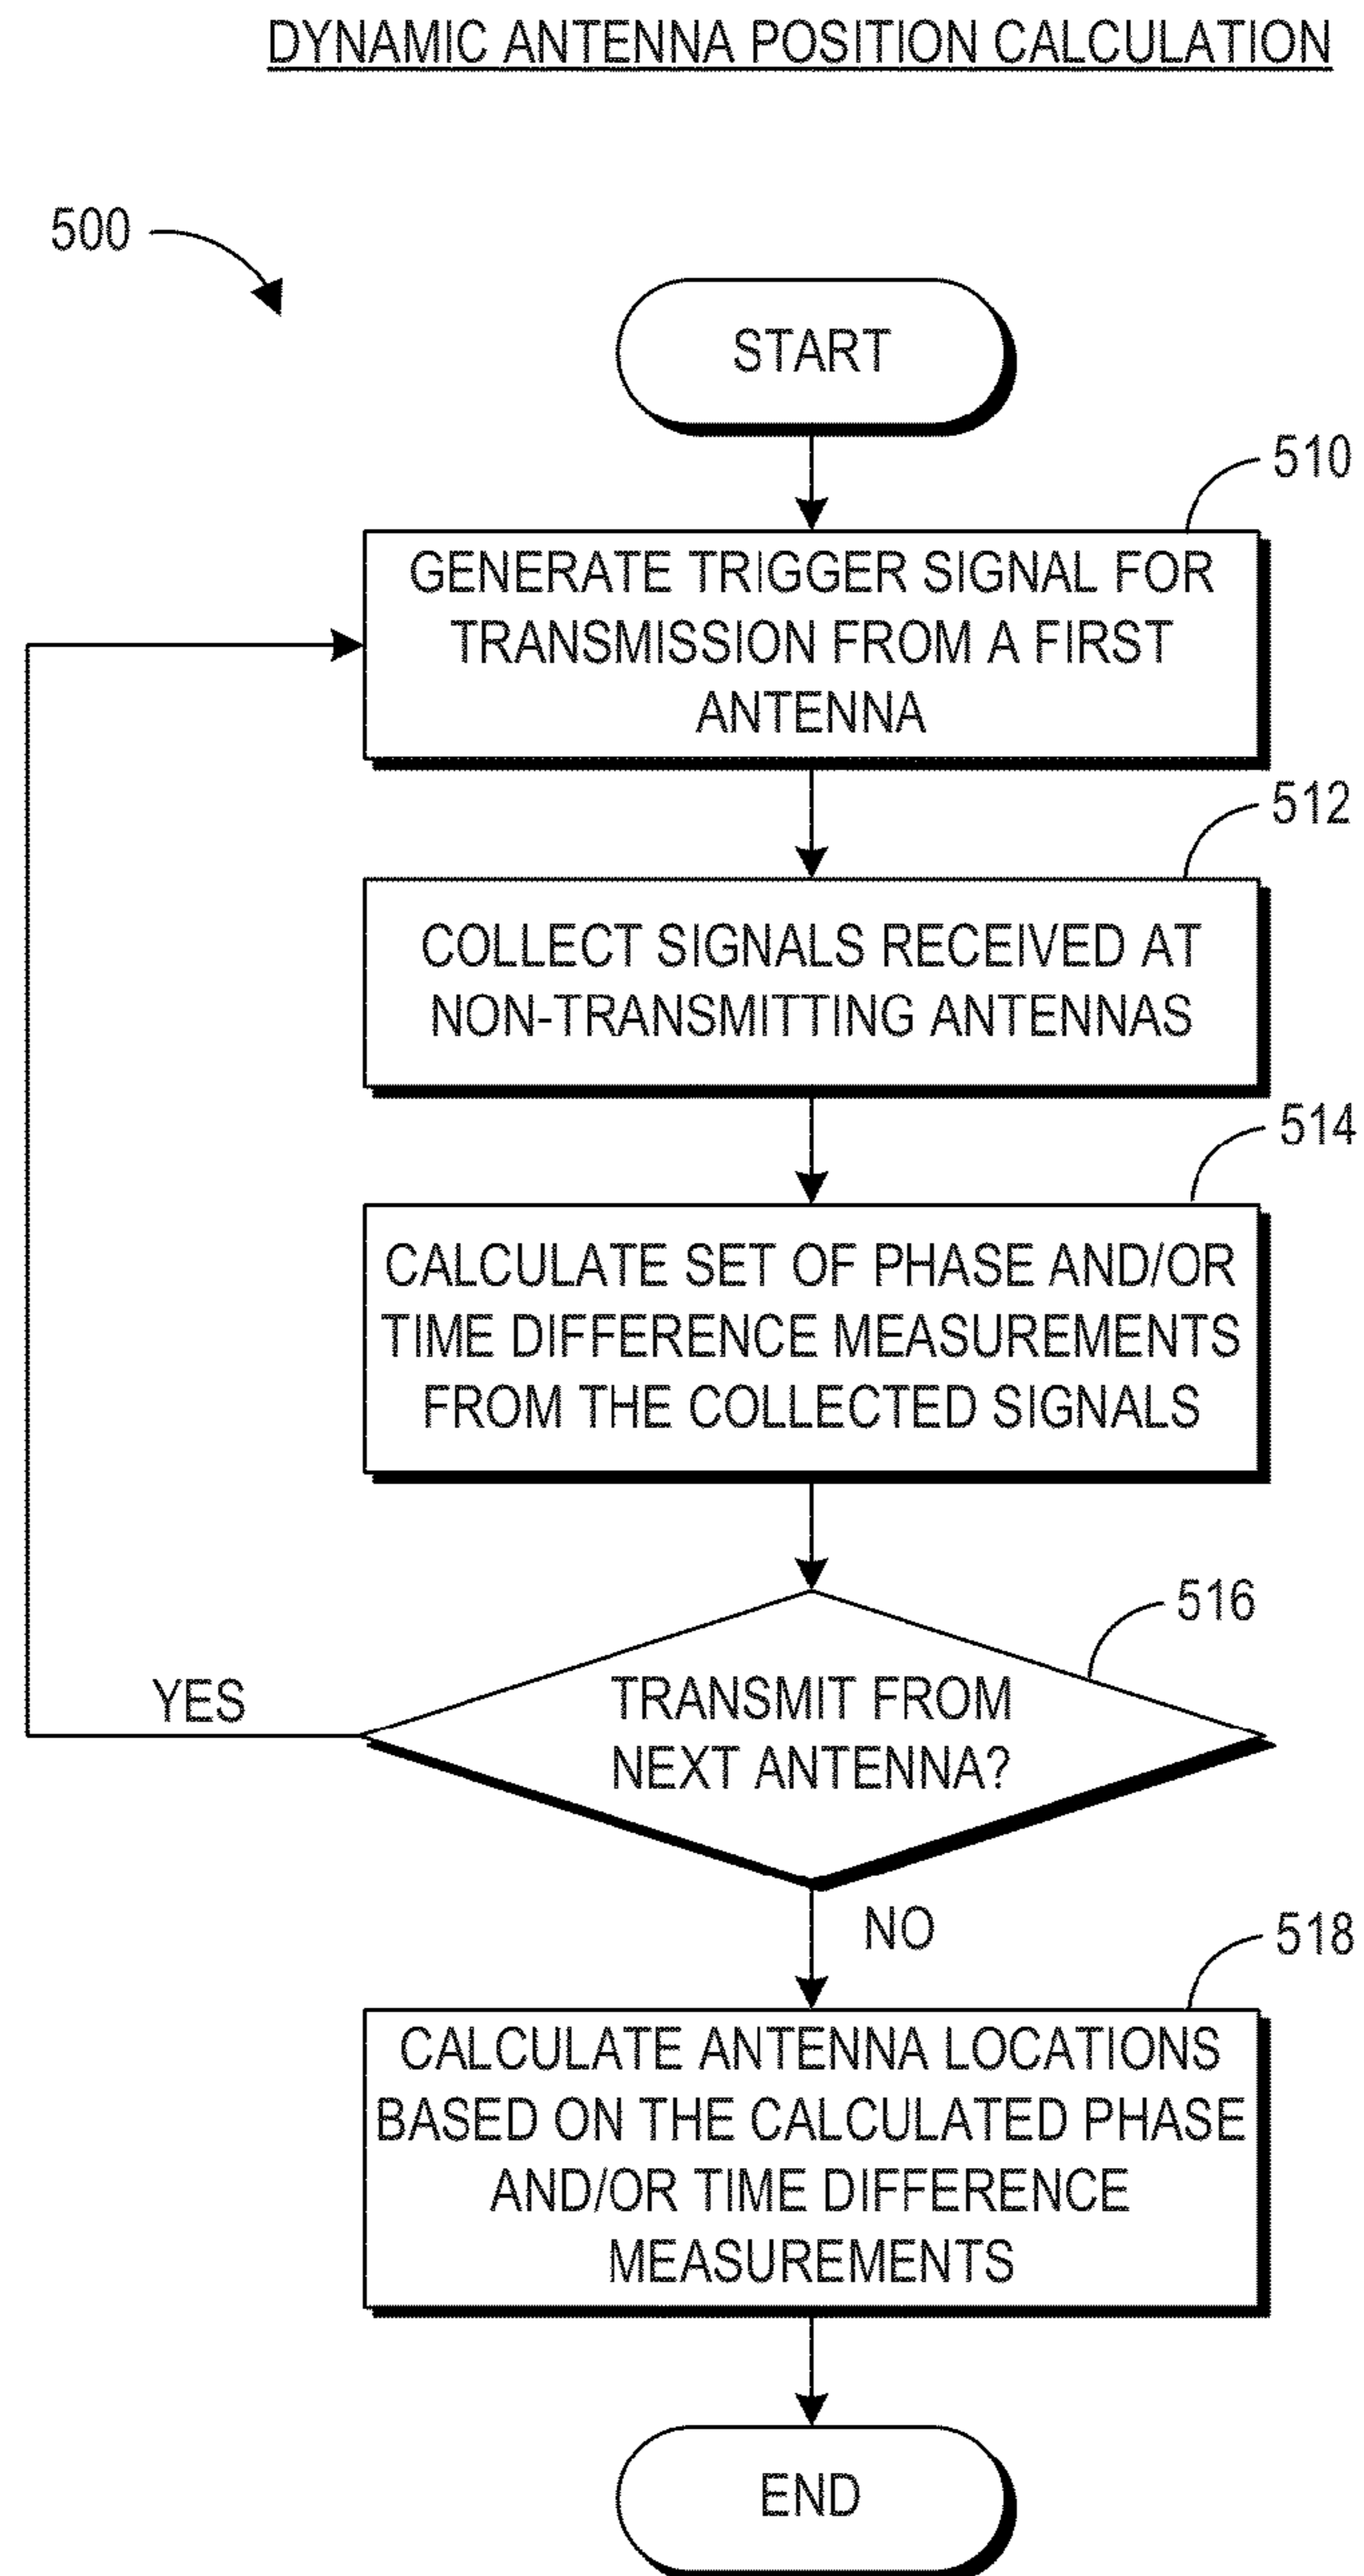 DYNAMIC ANTENNA POSITION CALCULATION
500
START
510
GENERATE TRIGGER SIGNAL FOR
TRANSMISSION FROM A FIRST
ANTENNA
512
COLLECT SIGNALS RECEIVED AT
NON-TRANSMITTING ANTENNAS
514
CALCULATE SET OF PHASE AND/OR
TIME DIFFERENCE MEASUREMENTS
FROM THE COLLECTED SIGNALS
516
TRANSMIT FROM
NEXT ANTENNA?
YES
NO
518
CALCULATE ANTENNA LOCATIONS
BASED ON THE CALCULATED PHASE
AND/OR TIME DIFFERENCE
MEASUREMENTS
END